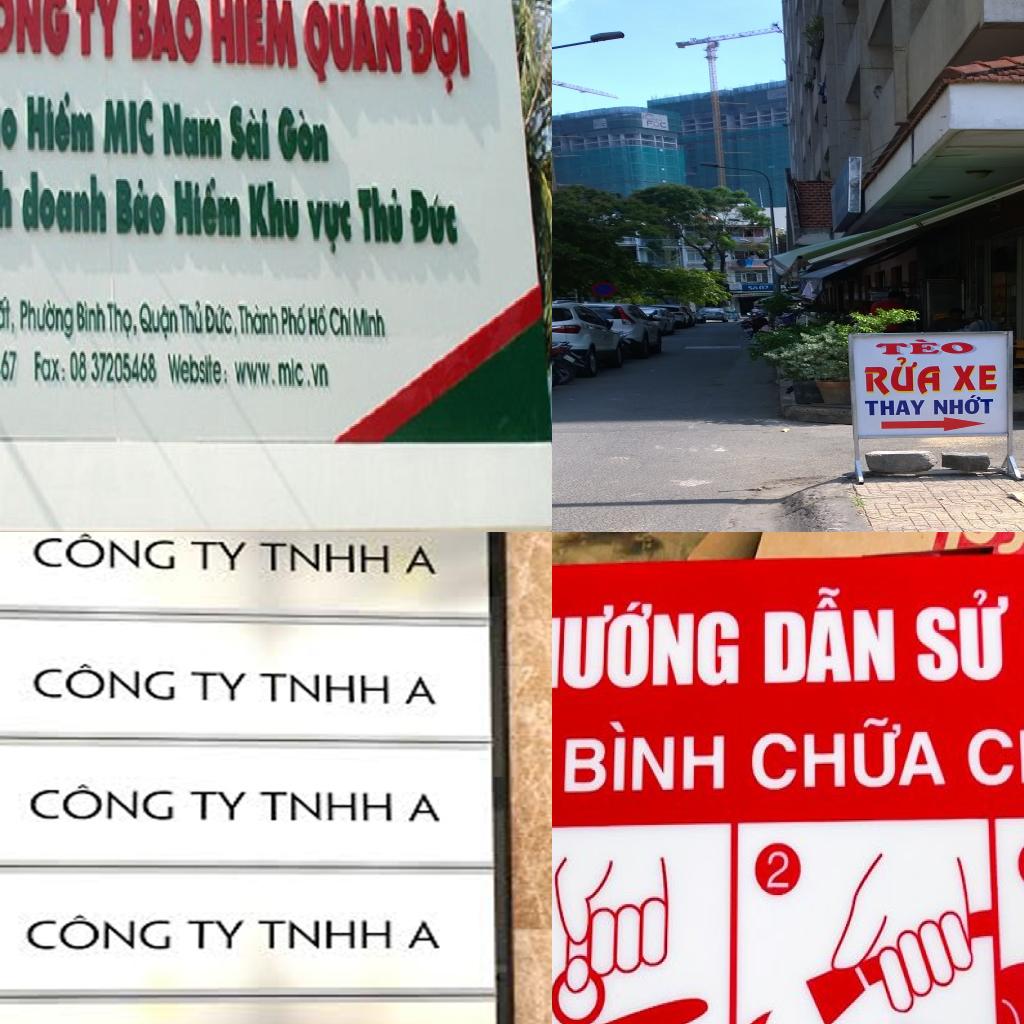 ÔNG TY BẢO HIỂM QUÂN ĐỘI
o Hiểm MIC Nam Sài Gòn
h doanh Bảo Hiểm Khu vực Thủ Đức
ất, Phường Bình Thọ, Quận Thủ Đức, Thành Phố Hồ Chí Minh
67 Fax: 08 37205468 Website: www.mic.vn
TÈO
RỬA XE
THAY NHỚT
CÔNG TY TNHH A
CÔNG TY TNHH A
CÔNG TY TNHH A
CÔNG TY TNHH A
ƯỚNG DẪN SỬ
BÌNH CHỮA C
2